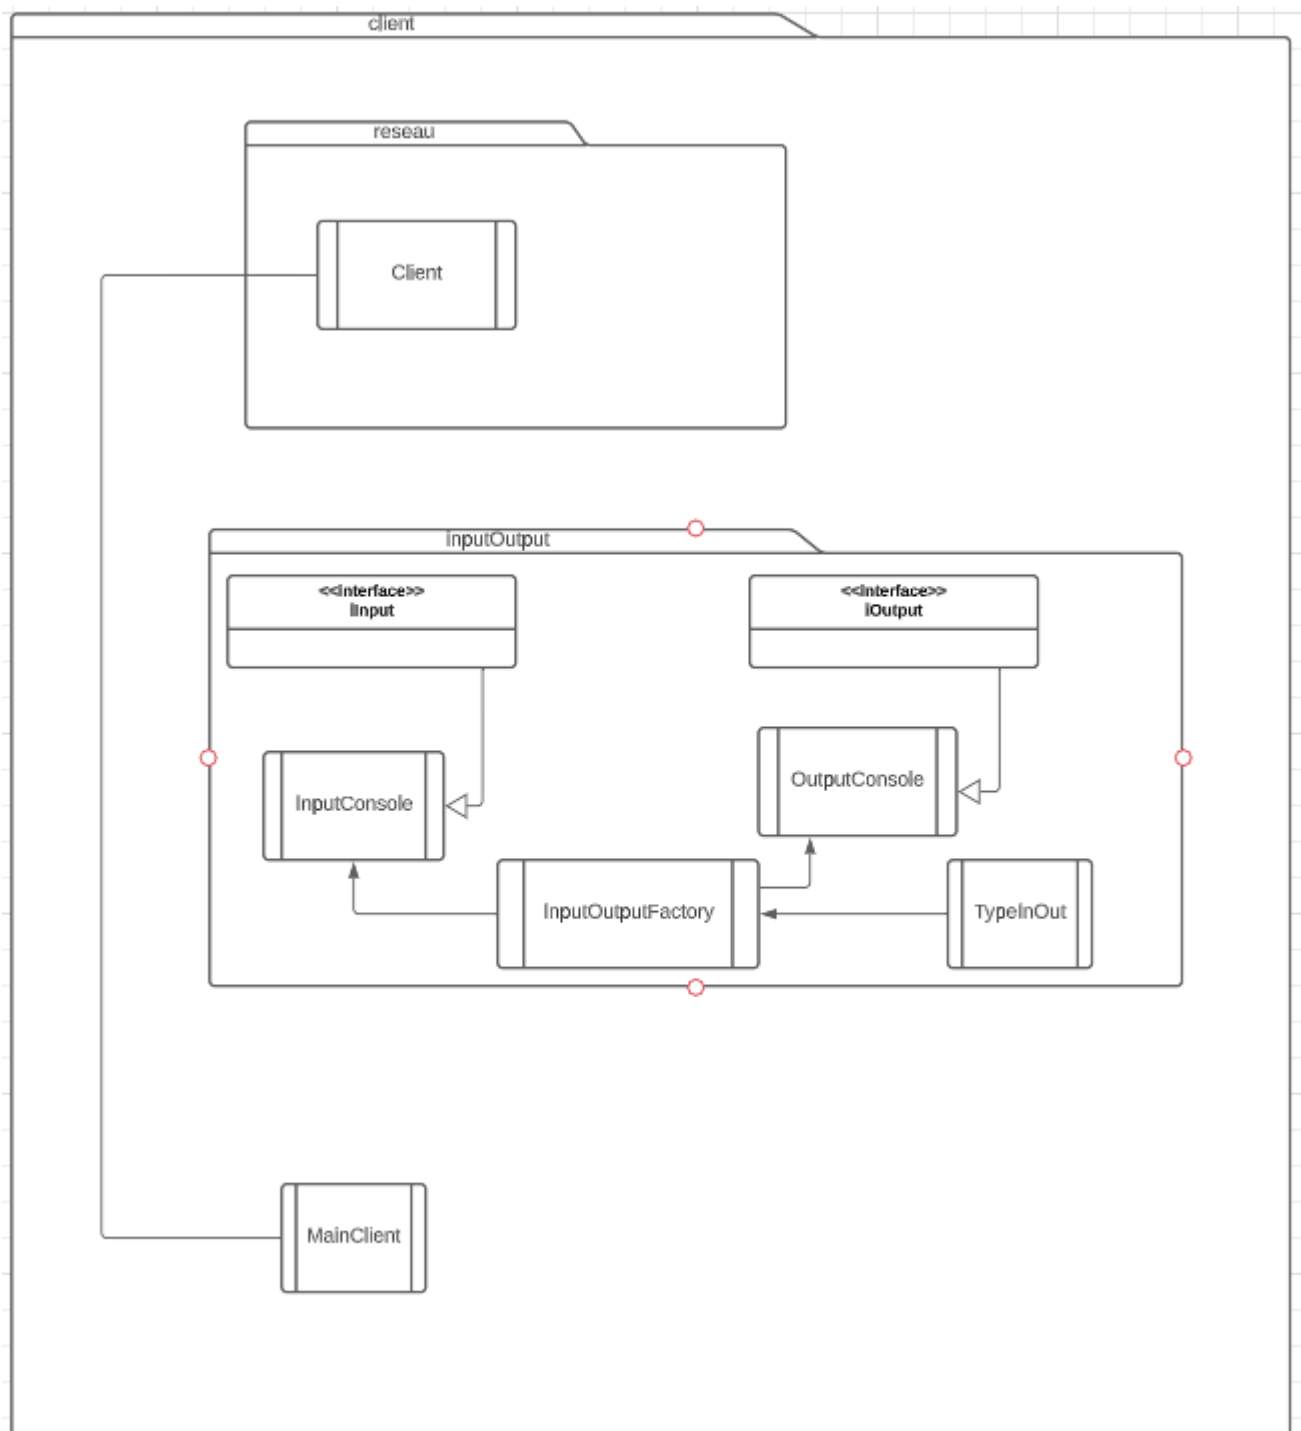 client
reseau
Client
inputOutput
<<Interface>>
iInput
<<Interface>>
iOutput
InputConsole
OutputConsole
InputOutputFactory
TypeInOut
MainClient